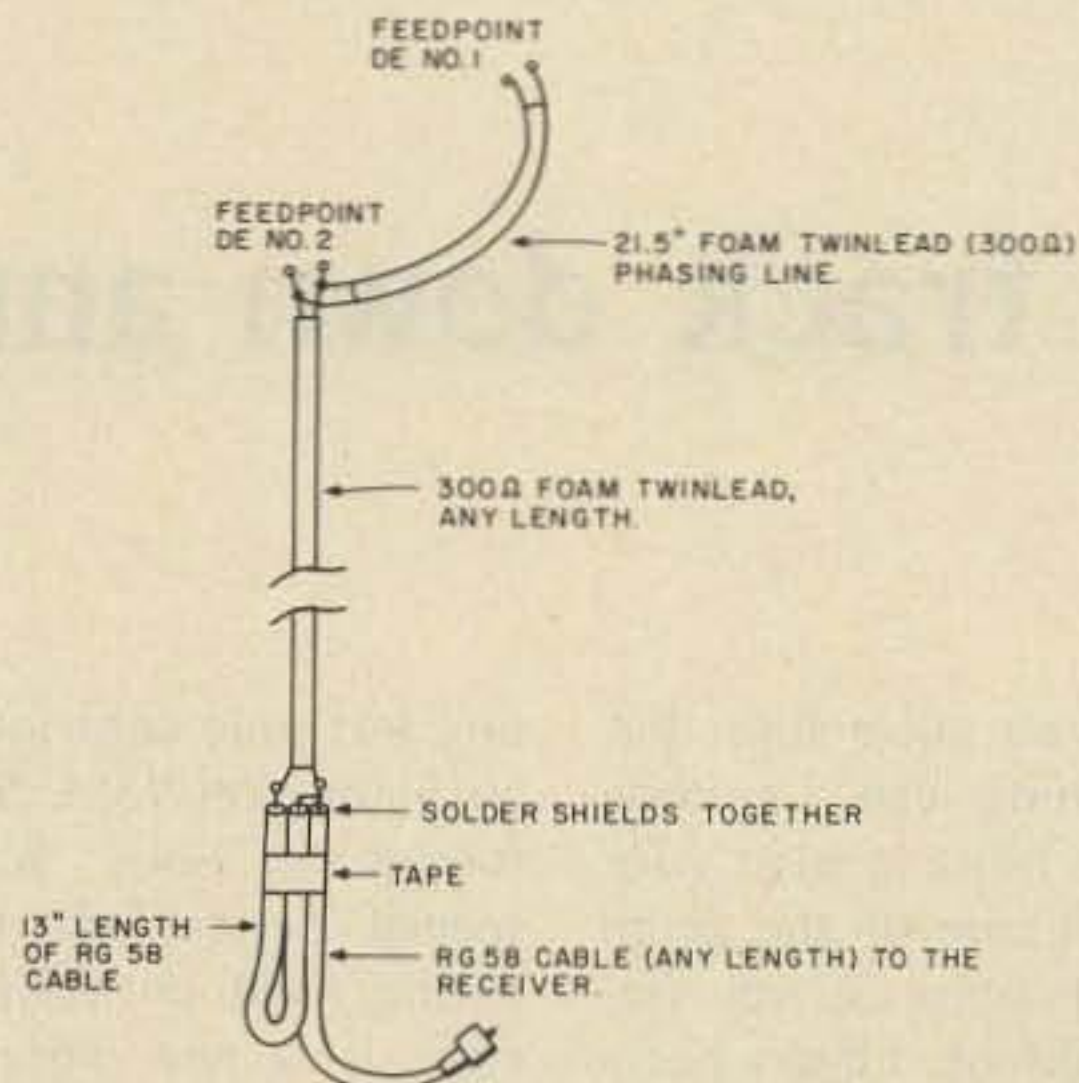 FEEDPOINT
DE NO. 1
FEEDPOINT
DE NO. 2
21.5" FOAM TWINLEAD (300Ω)
PHASING LINE.
300Ω FOAM TWINLEAD,
ANY LENGTH.
SOLDER SHIELDS TOGETHER
TAPE
13" LENGTH
OF RG 58
CABLE
RG 58 CABLE (ANY LENGTH) TO THE
RECEIVER.